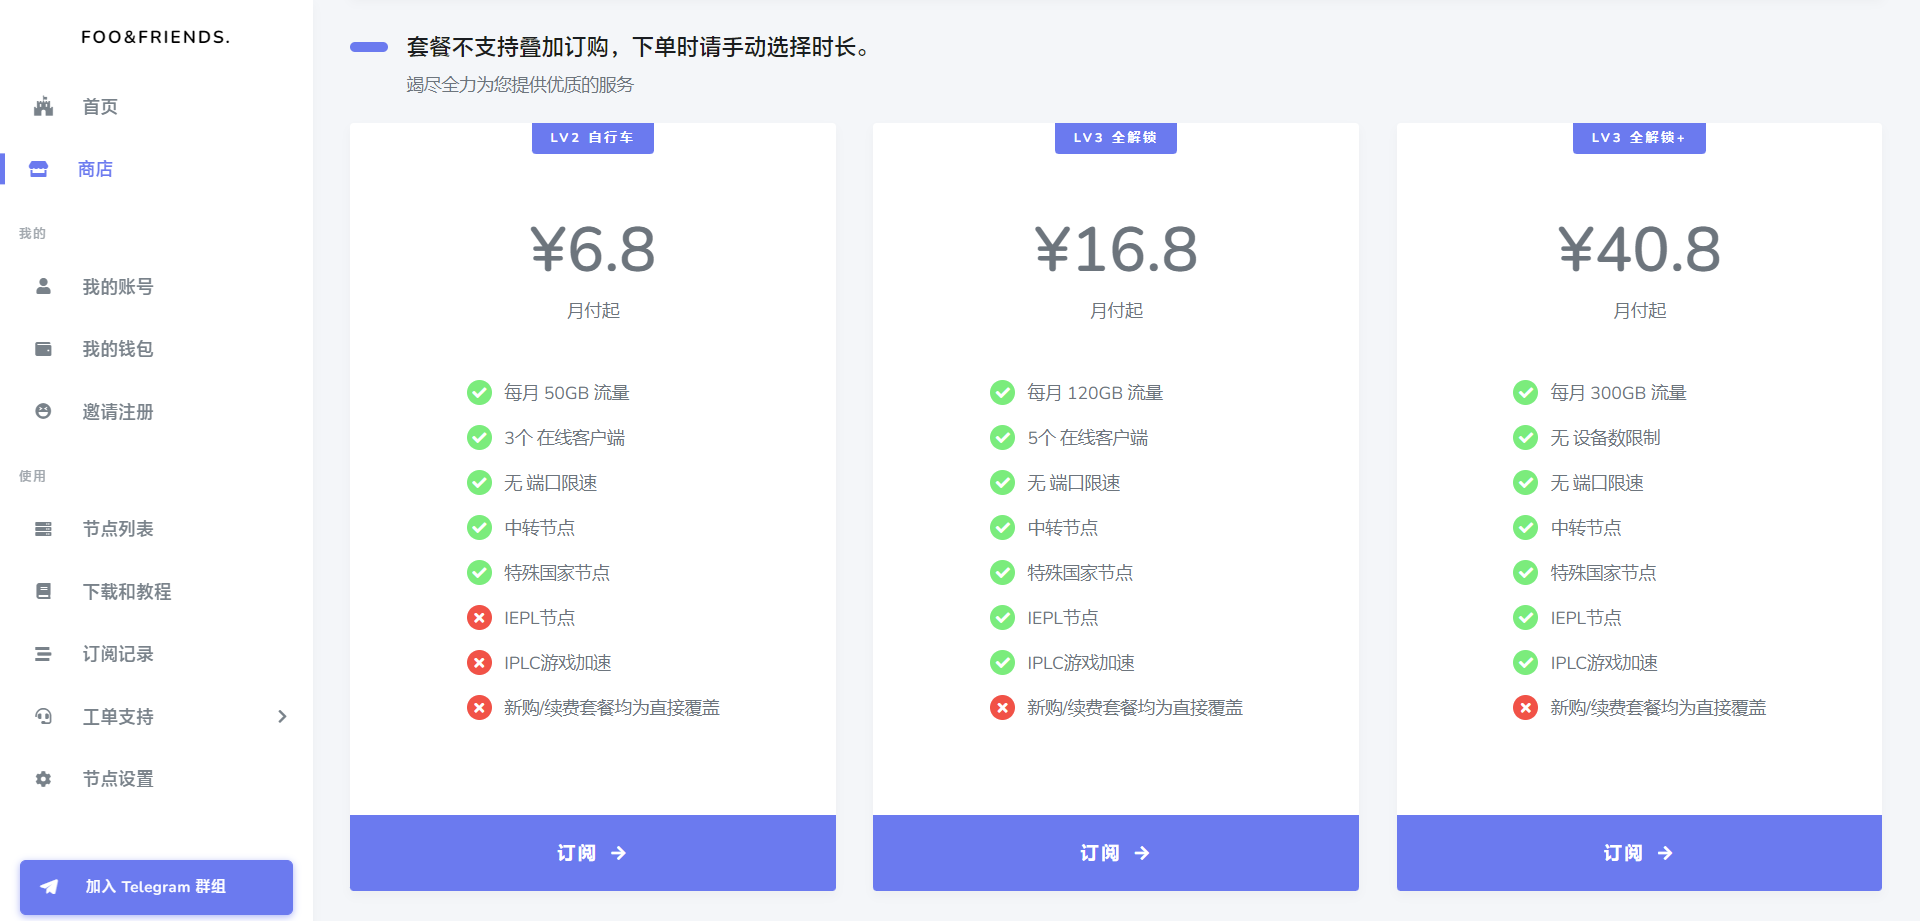 FOO&FRIENDS.
首页
商店
我的
我的账号
我的钱包
邀请注册
使用
节点列表
下载和教程
订阅记录
工单支持
节点设置
加入 Telegram 群组
套餐不支持叠加订购，下单时请手动选择时长。
竭尽全力为您提供优质的服务
LV2 自行车
¥6.8
月付起
每月 50GB 流量
3个 在线客户端
无 端口限速
中转节点
特殊国家节点
IEPL节点
IPLC游戏加速
新购/续费套餐均为直接覆盖
订阅 →
LV3 全解锁
¥16.8
月付起
每月 120GB 流量
5个 在线客户端
无 端口限速
中转节点
特殊国家节点
IEPL节点
IPLC游戏加速
新购/续费套餐均为直接覆盖
订阅 →
LV3 全解锁+
¥40.8
月付起
每月 300GB 流量
无 设备数限制
无 端口限速
中转节点
特殊国家节点
IEPL节点
IPLC游戏加速
新购/续费套餐均为直接覆盖
订阅 →